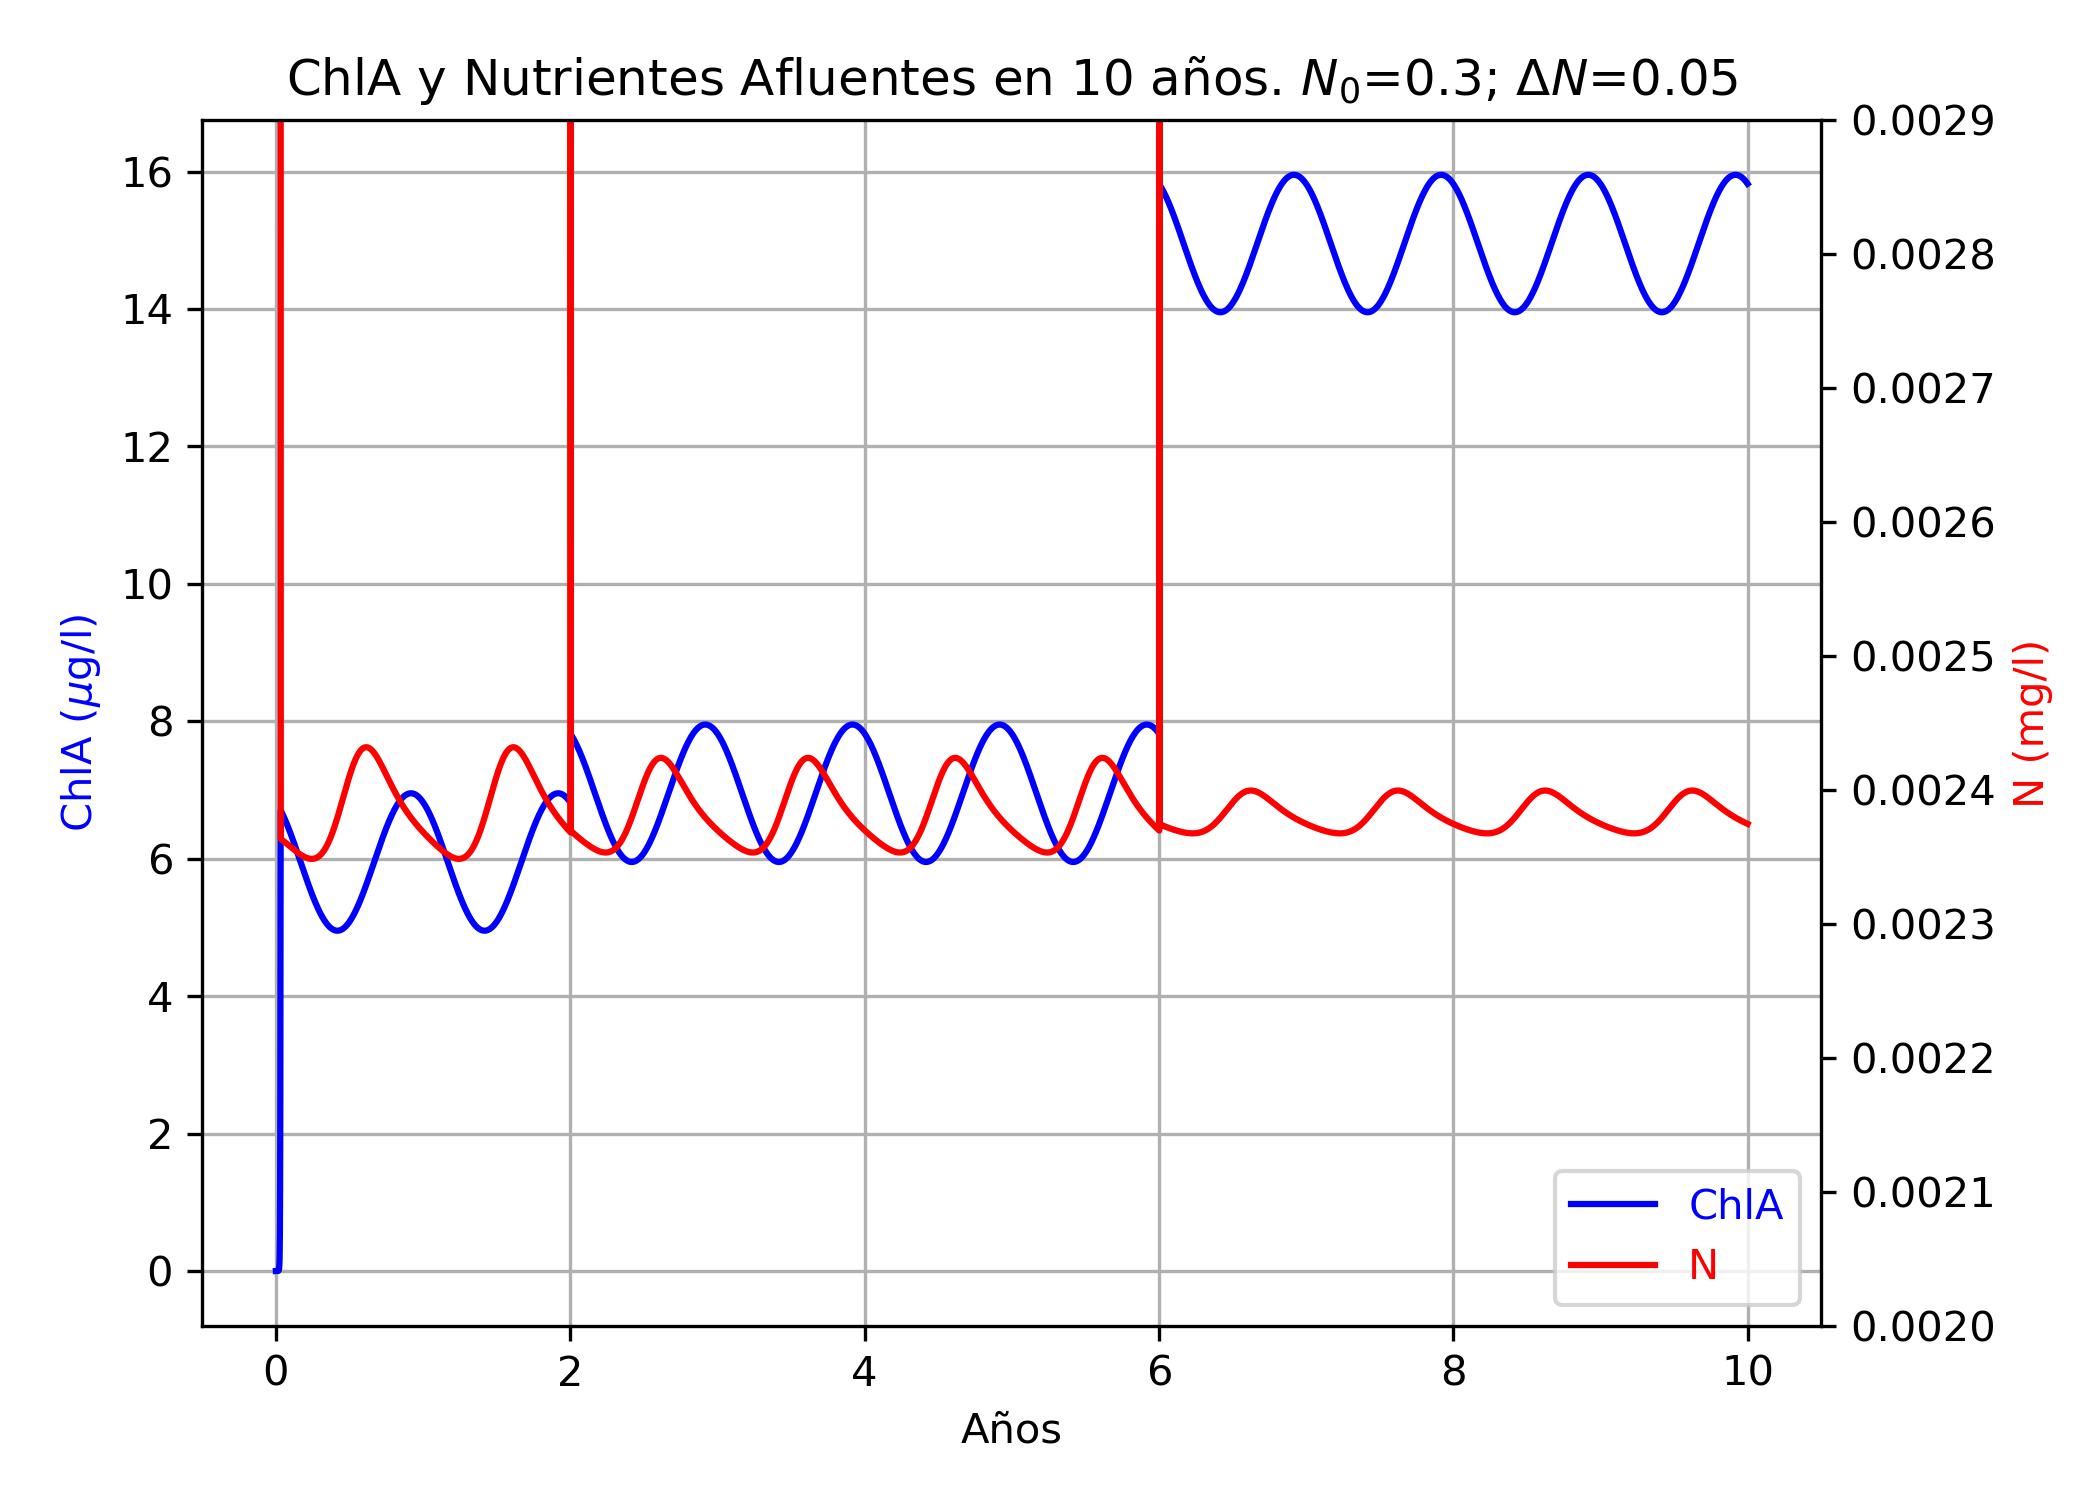 ChlA y Nutrientes Afluentes en 10 años. N₀=0.3; ΔN=0.05
16
14
12
10
8
6
4
2
0
ChlA (μg/l)
0.0029
0.0028
0.0027
0.0026
0.0025
0.0024
0.0023
0.0022
0.0021
0.0020
N (mg/l)
ChlA
N
0 2 4 6 8 10
Años